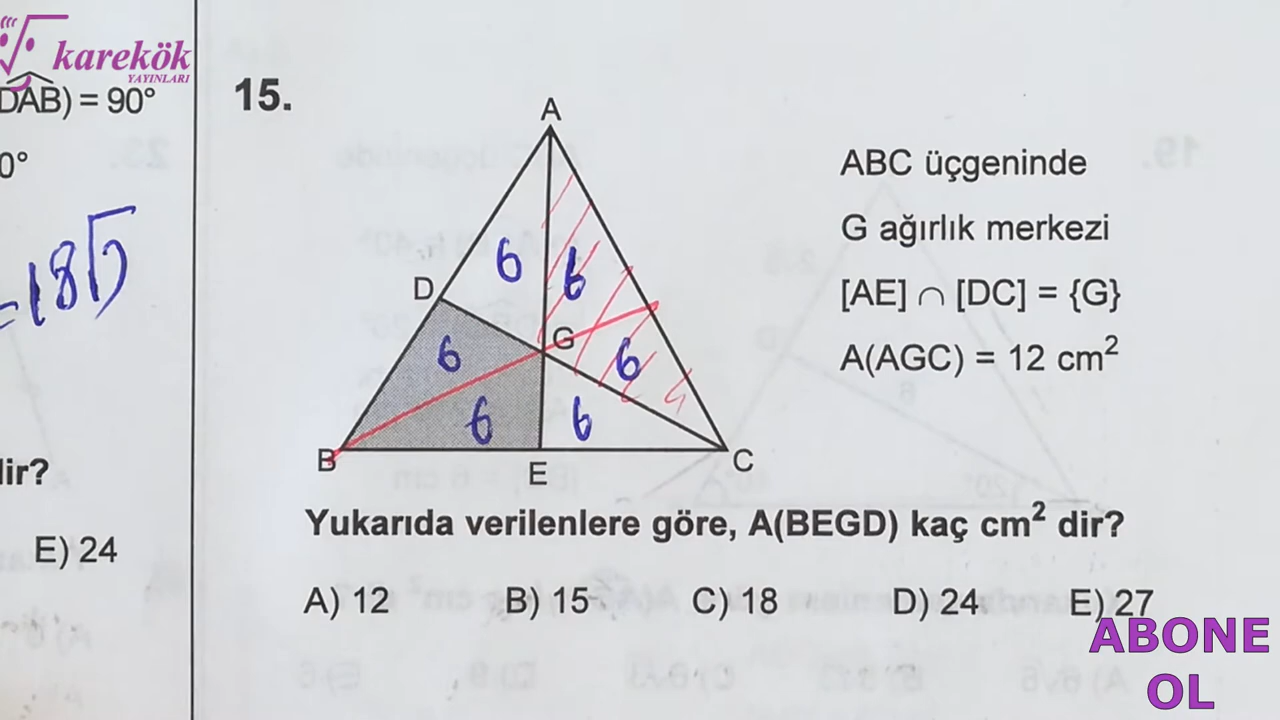 karekök
YAYINLARI
DAB) = 90°
0°
=18√
lir?
E) 24
15.
A
D
G
B
E
C
6
6
6
6
6
6
ABC üçgeninde
G ağırlık merkezi
[AE] ∩ [DC] = {G}
A(AGC) = 12 cm²
Yukarıda verilenlere göre, A(BEGD) kaç cm² dir?
A) 12 B) 15 C) 18 D) 24 E) 27
ABONE
OL